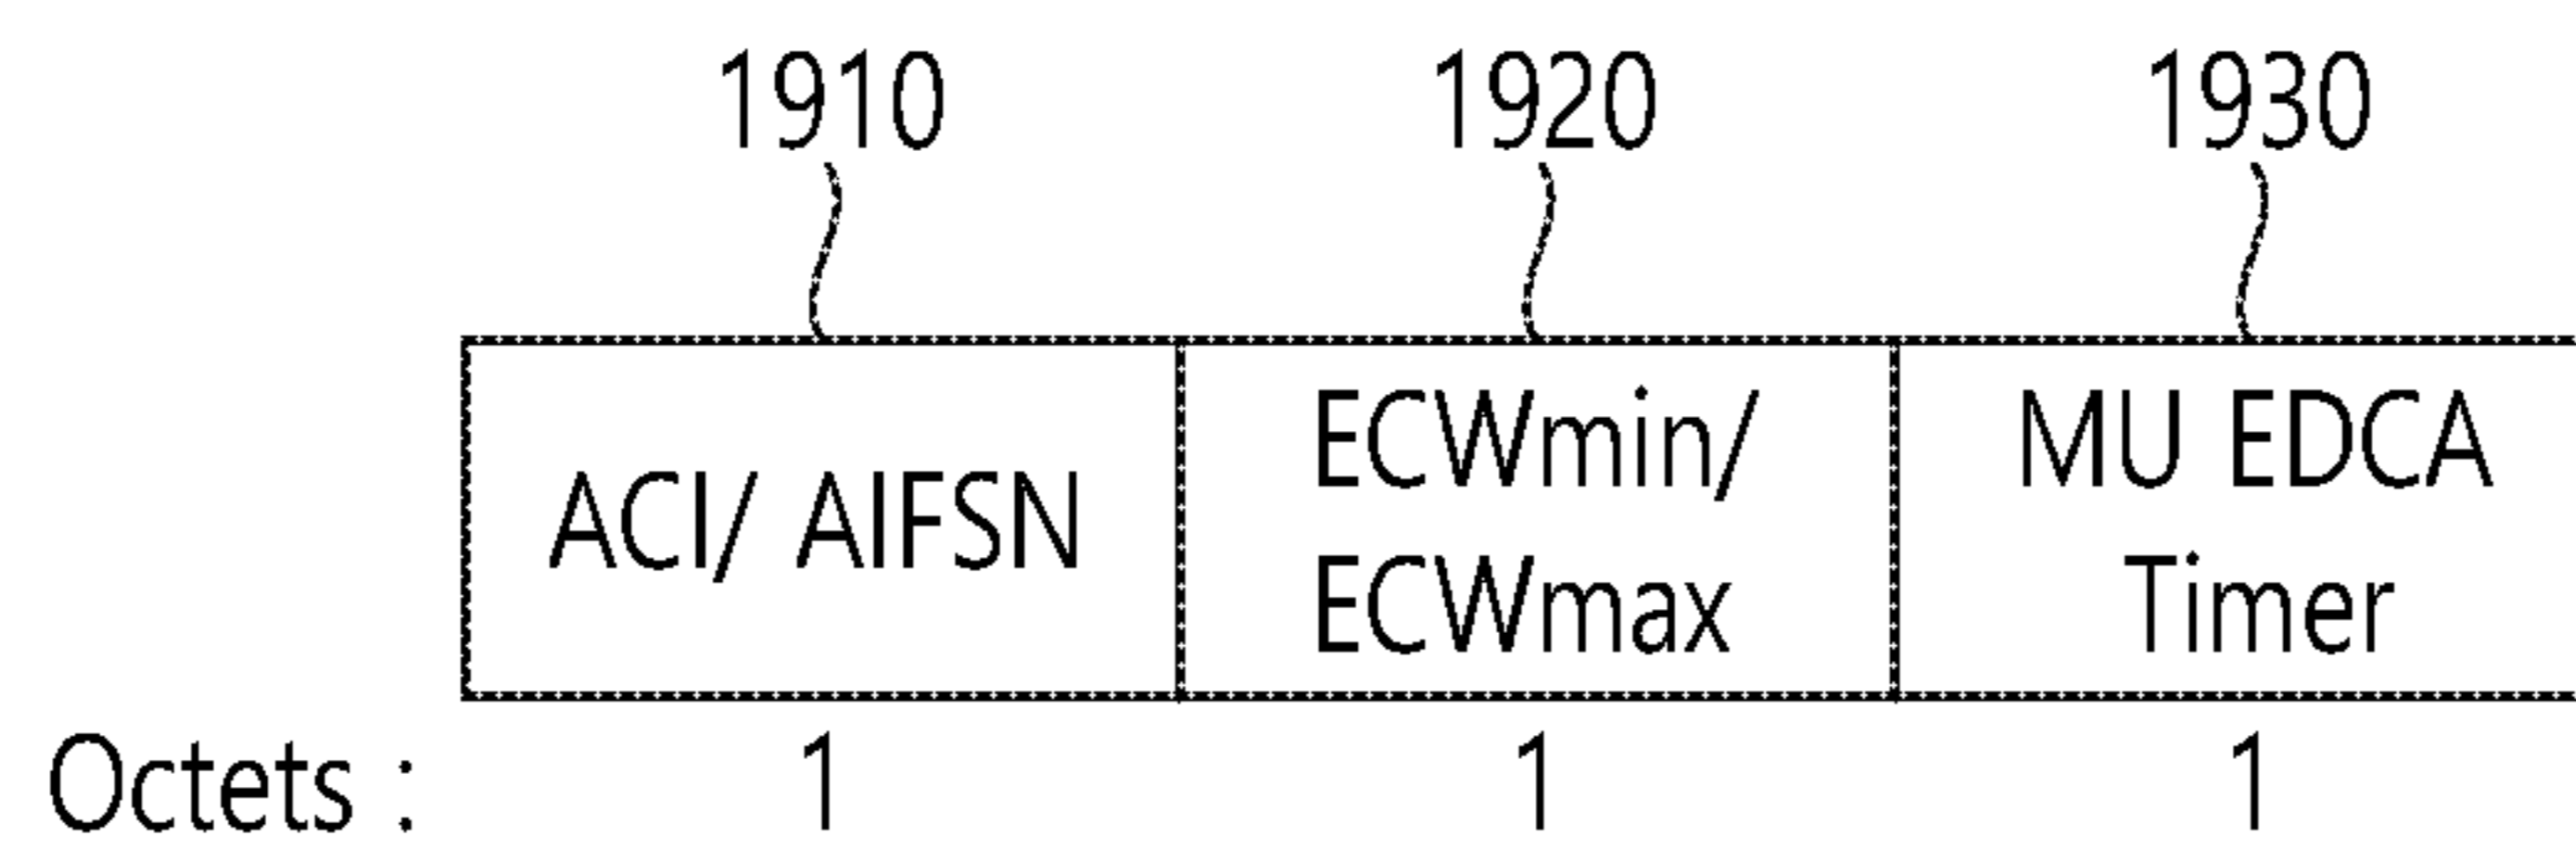 1910 1920 1930
ACI/ AIFSN
ECWmin/
ECWmax
MU EDCA
Timer
Octets : 1 1 1